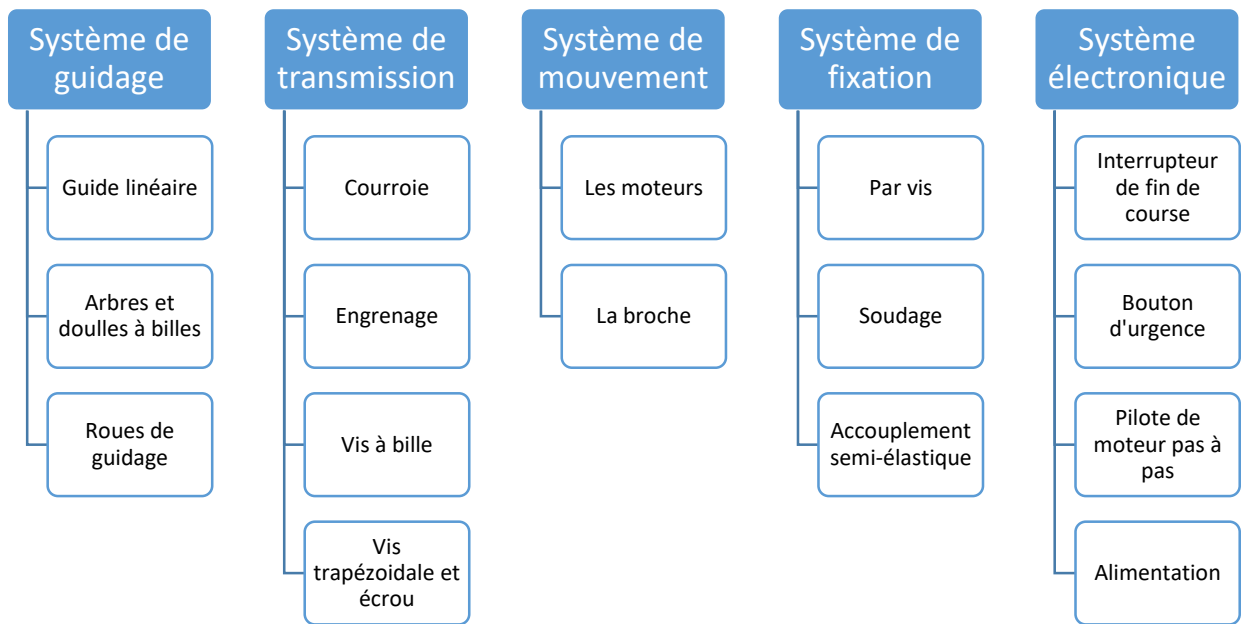 Système de
guidage
Guide linéaire
Arbres et
doulles à billes
Roues de
guidage
Système de
transmission
Courroie
Engrenage
Vis à bille
Vis
trapézoidale et
écrou
Système de
mouvement
Les moteurs
La broche
Système de
fixation
Par vis
Soudage
Accouplement
semi-élastique
Système
électronique
Interrupteur
de fin de
course
Bouton
d'urgence
Pilote de
moteur pas à
pas
Alimentation